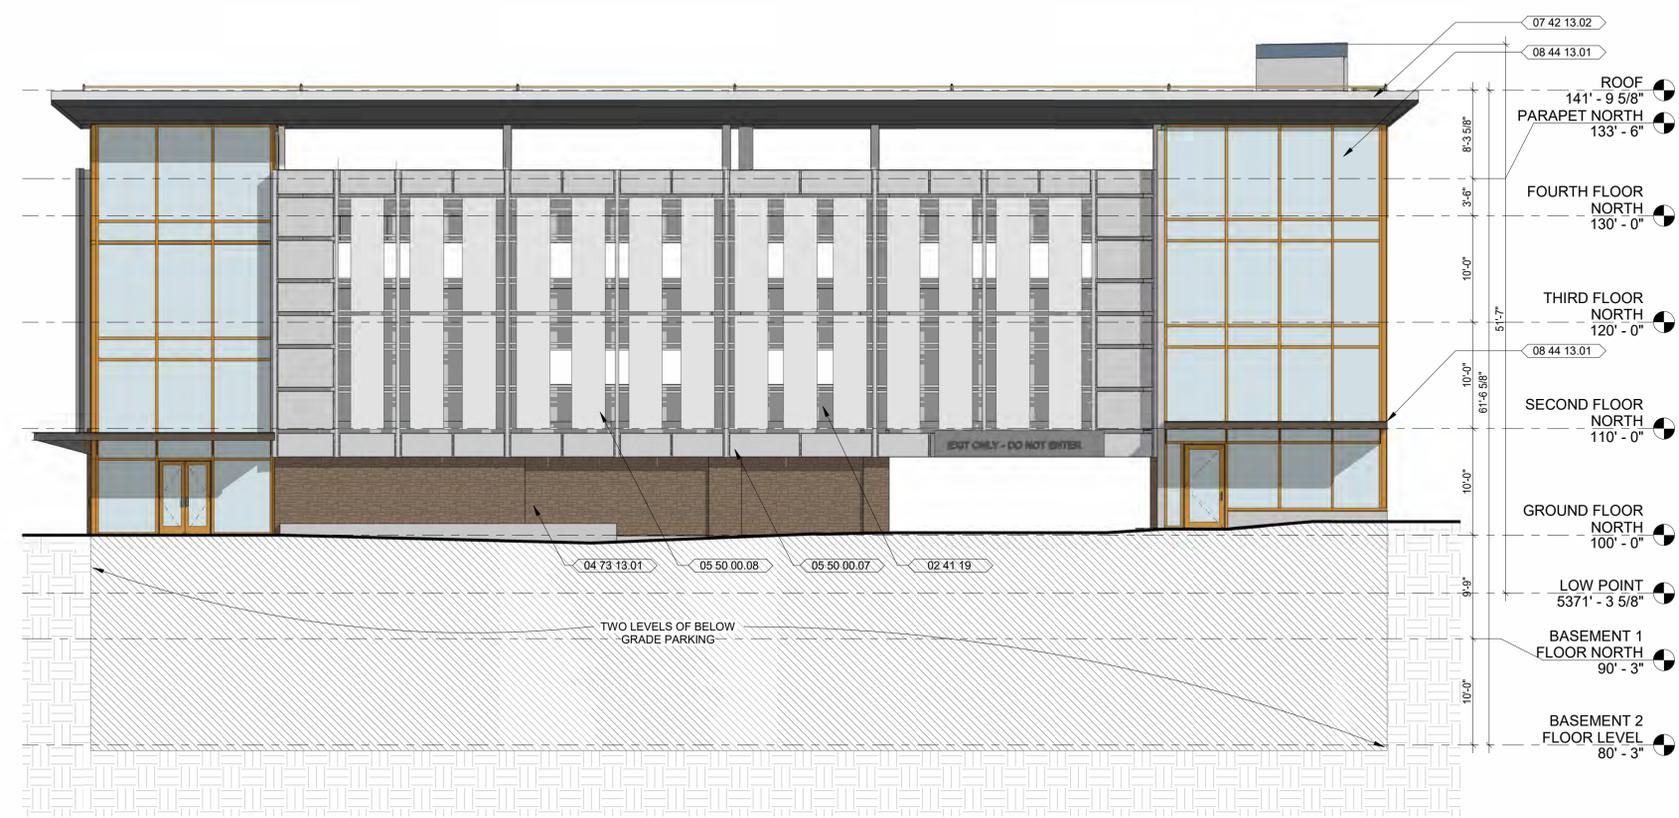 07 42 13.02
08 44 13.01
ROOF
141' - 9 5/8"
PARAPET NORTH
133' - 6"
8'-3 5/8"
FOURTH FLOOR
NORTH
130' - 0"
3'-6"
10'-0"
THIRD FLOOR
NORTH
120' - 0"
51'-7"
08 44 13.01
10'-0"
61'-6 5/8"
SECOND FLOOR
NORTH
110' - 0"
EXIT ONLY - DO NOT ENTER
10'-0"
GROUND FLOOR
NORTH
100' - 0"
04 73 13.01
05 50 00.08
05 50 00.07
02 41 19
9'-9"
LOW POINT
5371' - 3 5/8"
TWO LEVELS OF BELOW
GRADE PARKING
BASEMENT 1
FLOOR NORTH
90' - 3"
10'-0"
BASEMENT 2
FLOOR LEVEL
80' - 3"